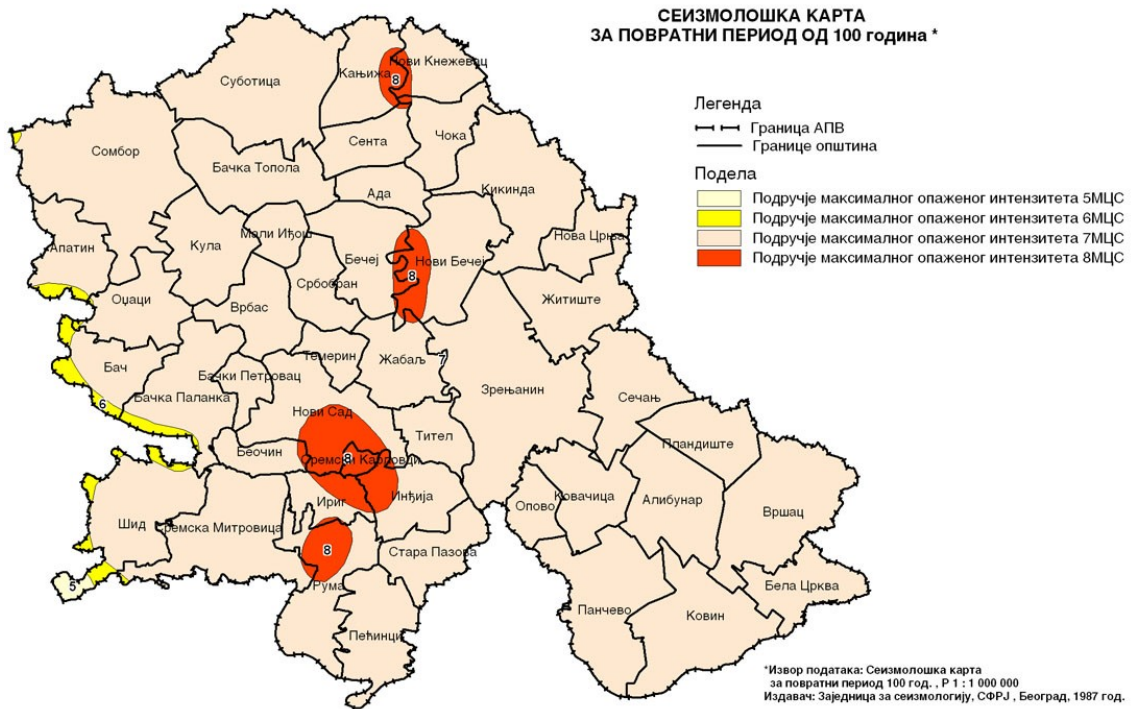 СЕИЗМОЛОШКА КАРТА
ЗА ПОВРАТНИ ПЕРИОД ОД 100 година *
Легенда
Граница АПВ
Границе општина
Подела
Подручје максималног опаженог интензитета 5МЦС
Подручје максималног опаженог интензитета 6МЦС
Подручје максималног опаженог интензитета 7МЦС
Подручје максималног опаженог интензитета 8МЦС
Нови Кнежевац
Кањижа
8
Суботица
Чока
Сента
Сомбор
Бачка Топола
Ада
Кикинда
Апатин
Кула
Мали Иђош
Нова Црња
Бечеј
Нови Бечеј
8
Србобран
Оџаци
Врбас
Житиште
Темерин
Жабаљ
7
Бач
Бачки Петровац
Зрењанин
Бачка Паланка
6
Сечањ
Нови Сад
Тител
Пландиште
Беочин
Сремски Карловци
8
Ириг
Инђија
Ковачица
Опово
Алибунар
Вршац
Шид
Сремска Митровица
8
Стара Пазова
5
Рума
Бела Црква
Панчево
Ковин
Пећинци
*Извор података: Сеизмолошка карта
за повратни период 100 год. , Р 1 : 1 000 000
Издавач: Заједница за сеизмологију, СФРЈ , Београд, 1987 год.